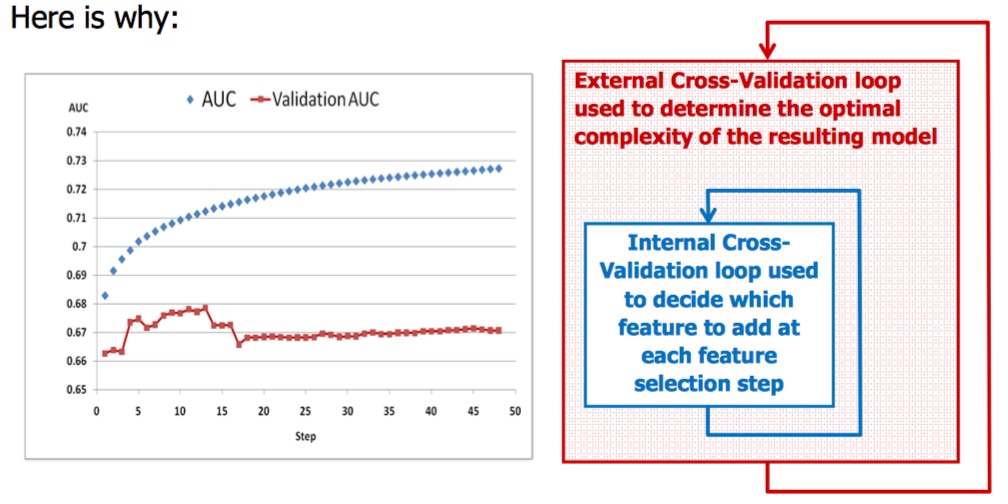 Here is why:
AUC
AUC
Validation AUC
0.74
0.73
0.72
0.71
0.7
0.69
0.68
0.67
0.66
0.65
0 5 10 15 20 25 30 35 40 45 50
Step
External Cross-Validation loop
used to determine the optimal
complexity of the resulting model
Internal Cross-
Validation loop used
to decide which
feature to add at
each feature
selection step